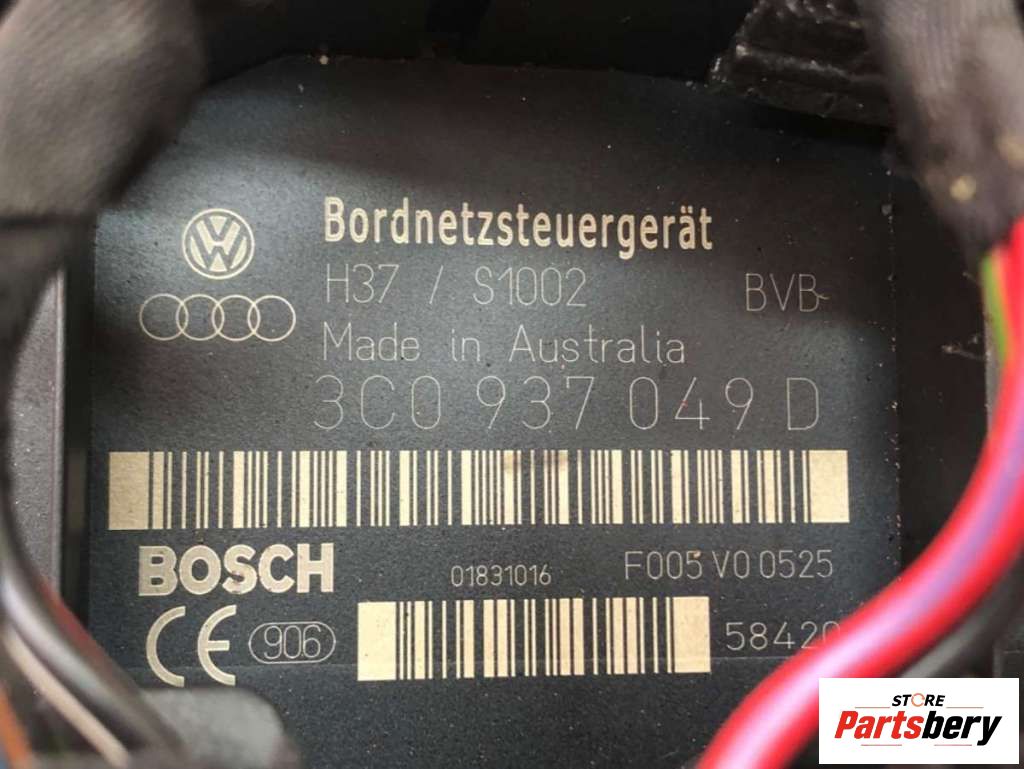 Bordnetzsteuergerät
H37 / S1002 BVB
Made in Australia
3C0 937 049 D
BOSCH 01831016 F005 V0 0525
CE 906 58420
STORE
Partsbery